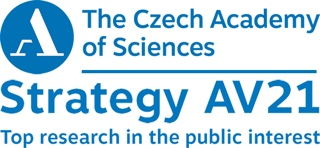 The Czech Academy
of Sciences
Strategy AV21
Top research in the public interest